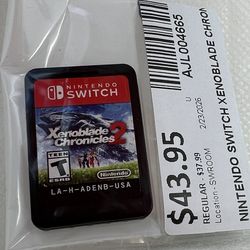 NINTENDO
SWITCH
Xenoblade
Chronicles 2
TEEN
T
ESRB
Nintendo
LA-H-ADENB-USA
AJL004665
U
2/23/2026
$43.95
REGULAR - $37.99
Location - SWROOM
NINTENDO SWITCH XENOBLADE CHRON